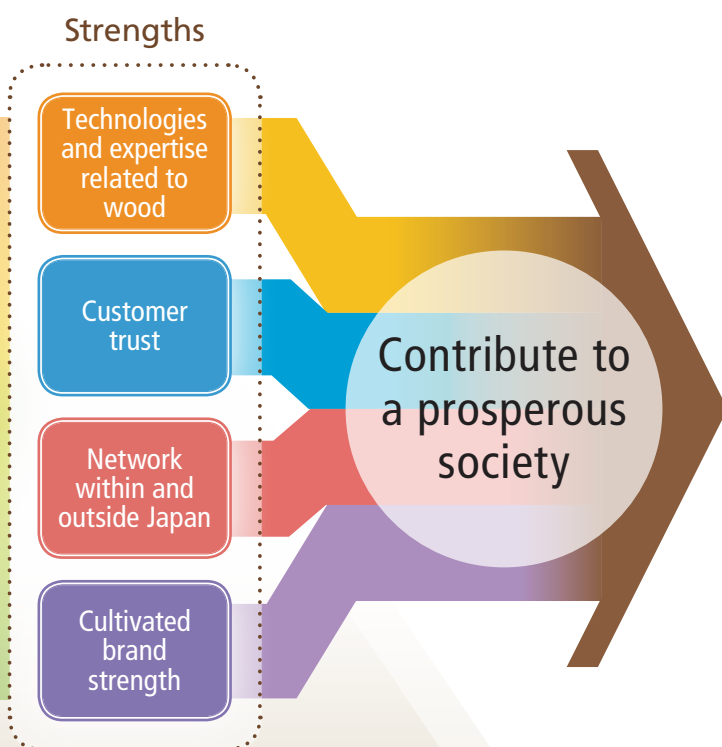 Strengths
Technologies
and expertise
related to
wood
Customer
trust
Network
within and
outside Japan
Cultivated
brand
strength
Contribute to
a prosperous
society